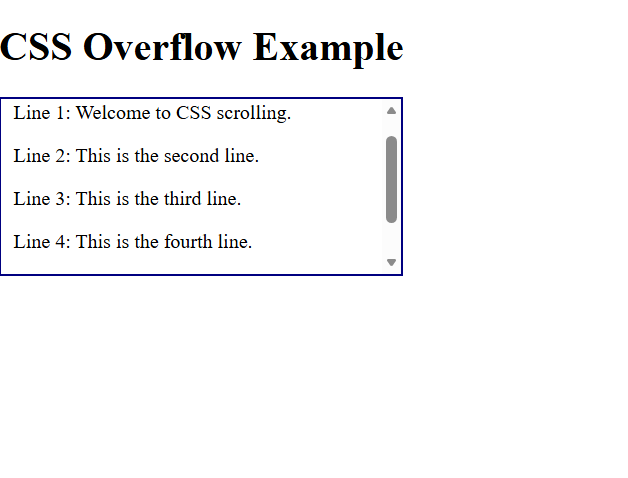 CSS Overflow Example
Line 1: Welcome to CSS scrolling.
Line 2: This is the second line.
Line 3: This is the third line.
Line 4: This is the fourth line.